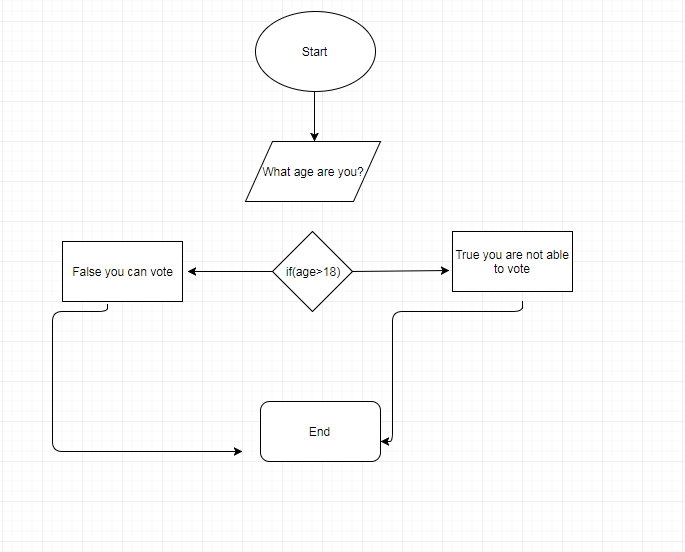 Start
What age are you?
False you can vote
if(age>18)
True you are not able
to vote
End